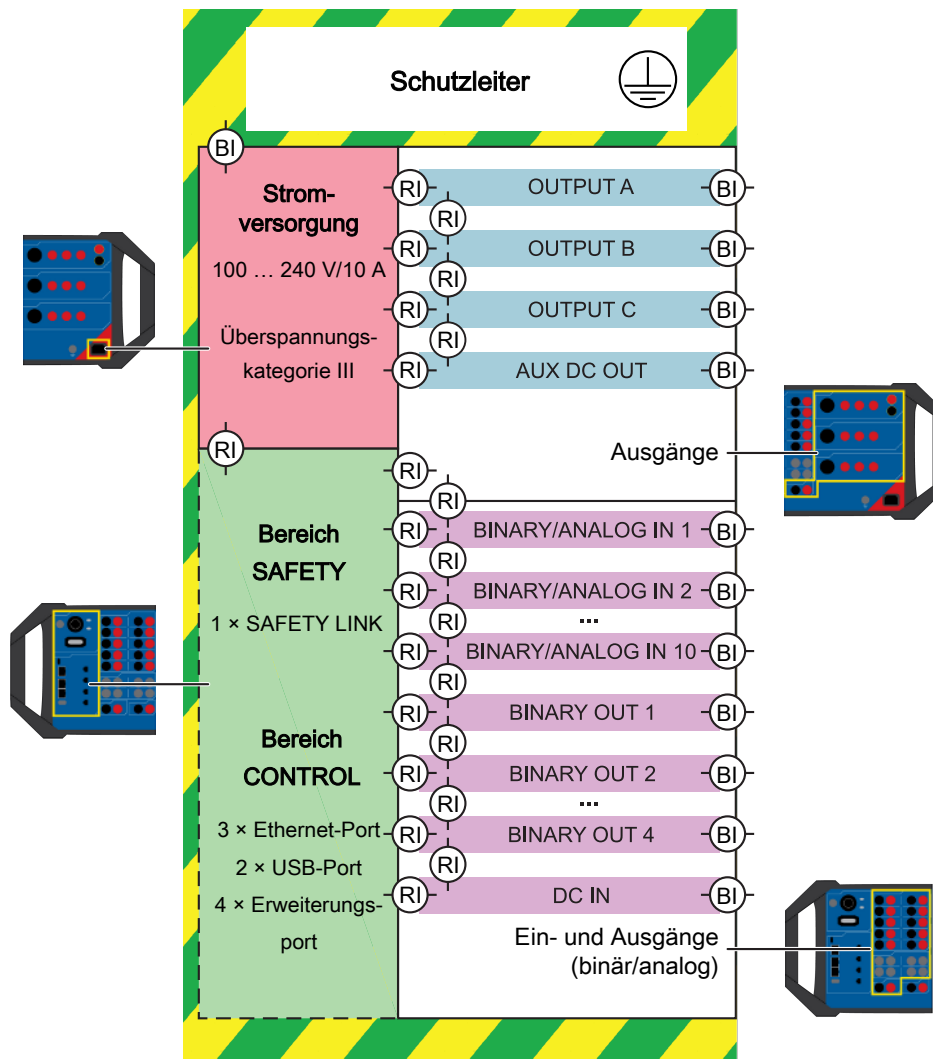 Schutzleiter
BI
Strom-
versorgung
100 … 240 V/10 A
Überspannungs-
kategorie III
RI
OUTPUT A
BI
RI
RI
OUTPUT B
BI
RI
RI
OUTPUT C
BI
RI
RI
AUX DC OUT
BI
Ausgänge
RI
RI
RI
Bereich
SAFETY
1 × SAFETY LINK
Bereich
CONTROL
3 × Ethernet-Port
2 × USB-Port
4 × Erweiterungs-
port
RI
BINARY/ANALOG IN 1
BI
RI
RI
BINARY/ANALOG IN 2
BI
RI
...
RI
BINARY/ANALOG IN 10
BI
RI
RI
BINARY OUT 1
BI
RI
RI
BINARY OUT 2
BI
RI
...
RI
BINARY OUT 4
BI
RI
RI
DC IN
BI
Ein- und Ausgänge
(binär/analog)